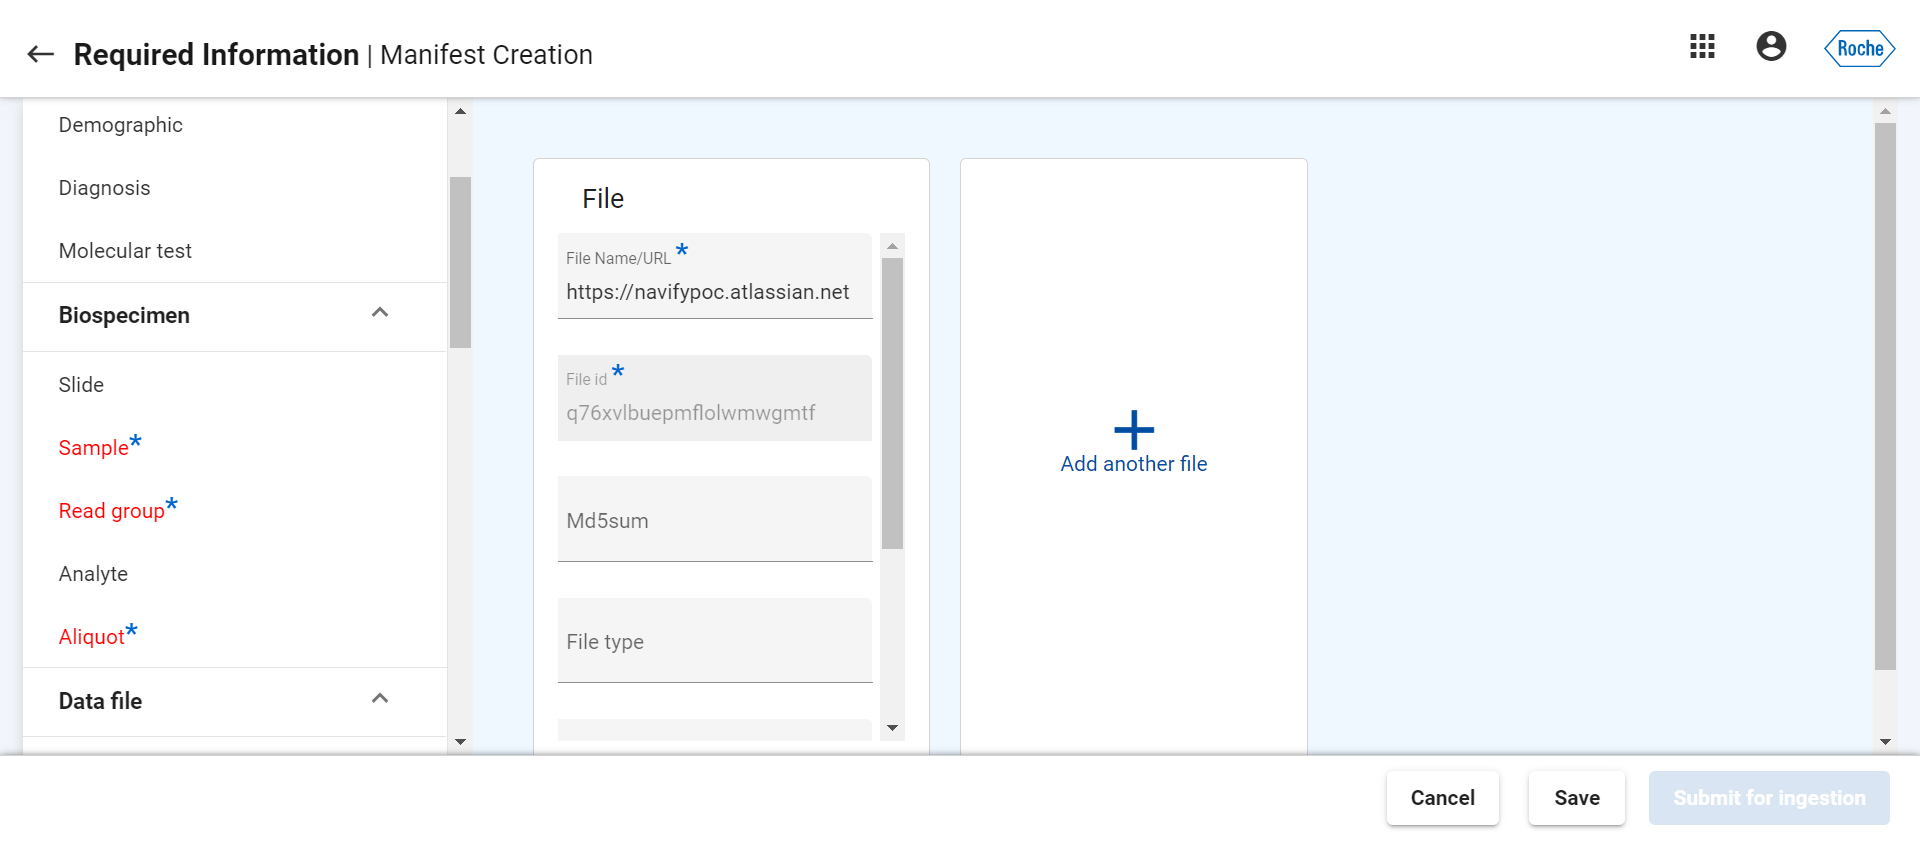 Required Information | Manifest Creation
Roche
Demographic
Diagnosis
Molecular test
Biospecimen
Slide
Sample*
Read group*
Analyte
Aliquot*
Data file
File
File Name/URL *
https://navifypoc.atlassian.net
File id *
q76xvlbuepmflolwmwgmtf
Md5sum
File type
Add another file
Cancel
Save
Submit for ingestion